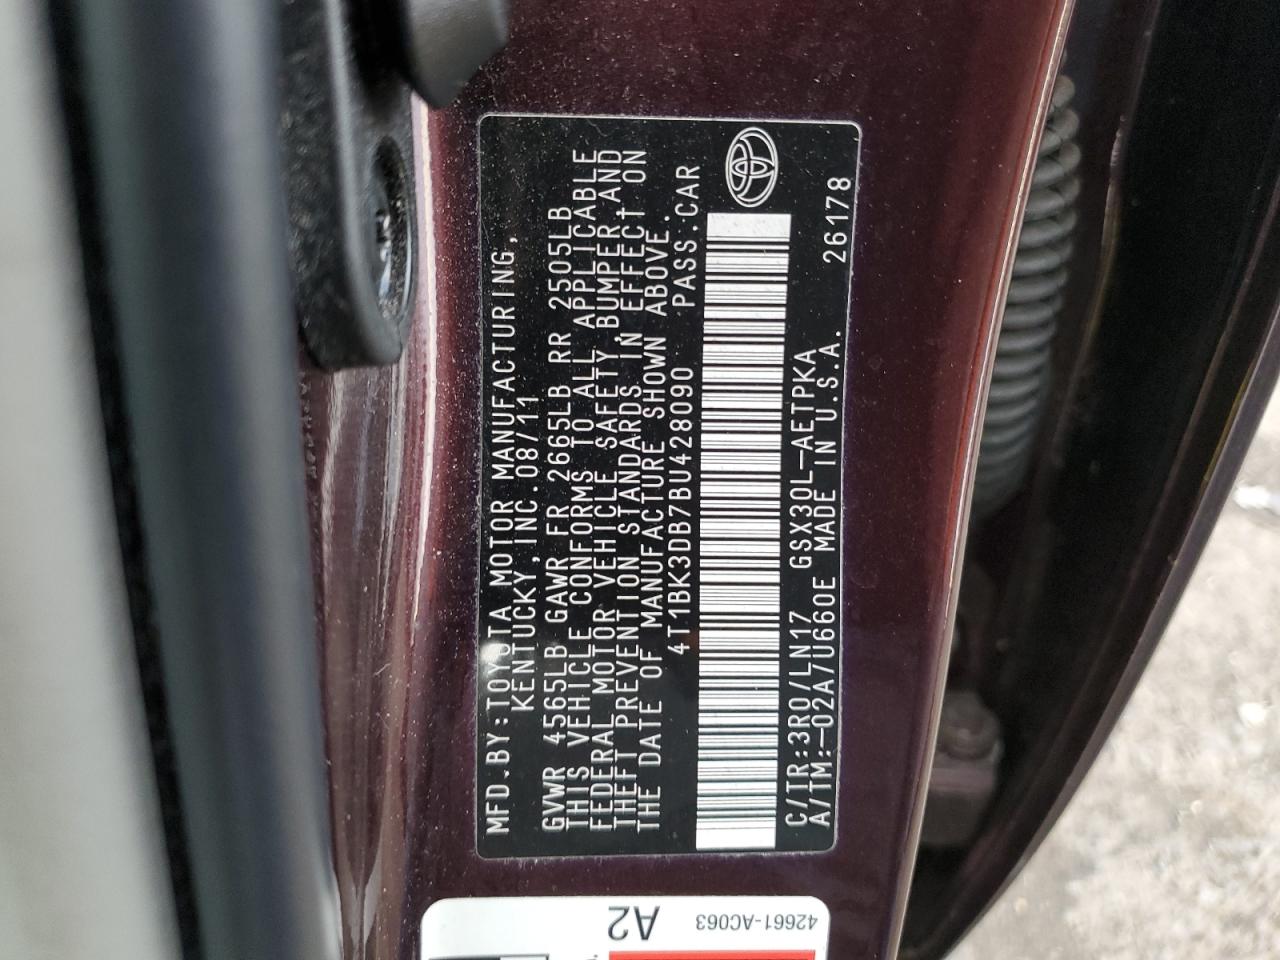 MFD.BY:TOYOTA MOTOR MANUFACTURING,
KENTUCKY,INC.08/11
GVWR 4565LB GAWR FR 2665LB RR 2505LB
THIS VEHICLE CONFORMS TO ALL APPLICABLE
FEDERAL MOTOR VEHICLE SAFETY,BUMPER,AND
THEFT PREVENTION STANDARDS IN EFFECT ON
THE DATE OF MANUFACTURE SHOWN ABOVE.
4T1BK3DB7BU428090 PASS.CAR
C/TR:3R0/LN17 GSX30L-AETPKA
A/TM:-02A/U660E MADE IN U.S.A. 26178
A2
42661-AC063